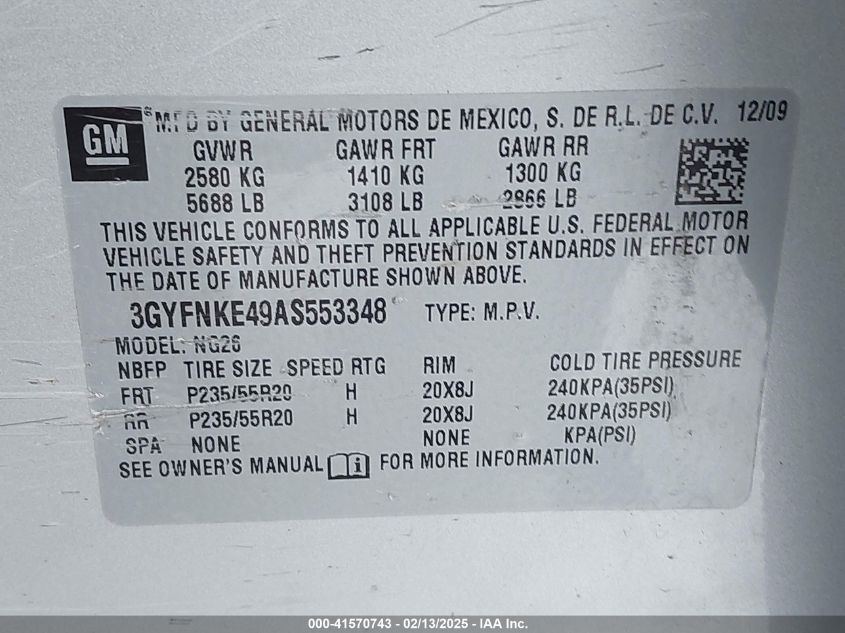 GM
MFD BY GENERAL MOTORS DE MEXICO, S. DE R.L. DE C.V. 12/09
GVWR GAWR FRT GAWR RR
2580 KG 1410 KG 1300 KG
5688 LB 3108 LB 2866 LB
THIS VEHICLE CONFORMS TO ALL APPLICABLE U.S. FEDERAL MOTOR
VEHICLE SAFETY AND THEFT PREVENTION STANDARDS IN EFFECT ON
THE DATE OF MANUFACTURE SHOWN ABOVE.
3GYFNKE49AS553348 TYPE: M.P.V.
MODEL: NG26
NBFP TIRE SIZE SPEED RTG RIM COLD TIRE PRESSURE
FRT P235/55R20 H 20X8J 240KPA(35PSI)
RR P235/55R20 H 20X8J 240KPA(35PSI)
SPA NONE NONE KPA(PSI)
SEE OWNER'S MANUAL FOR MORE INFORMATION.
000-41570743 - 02/13/2025 - IAA Inc.